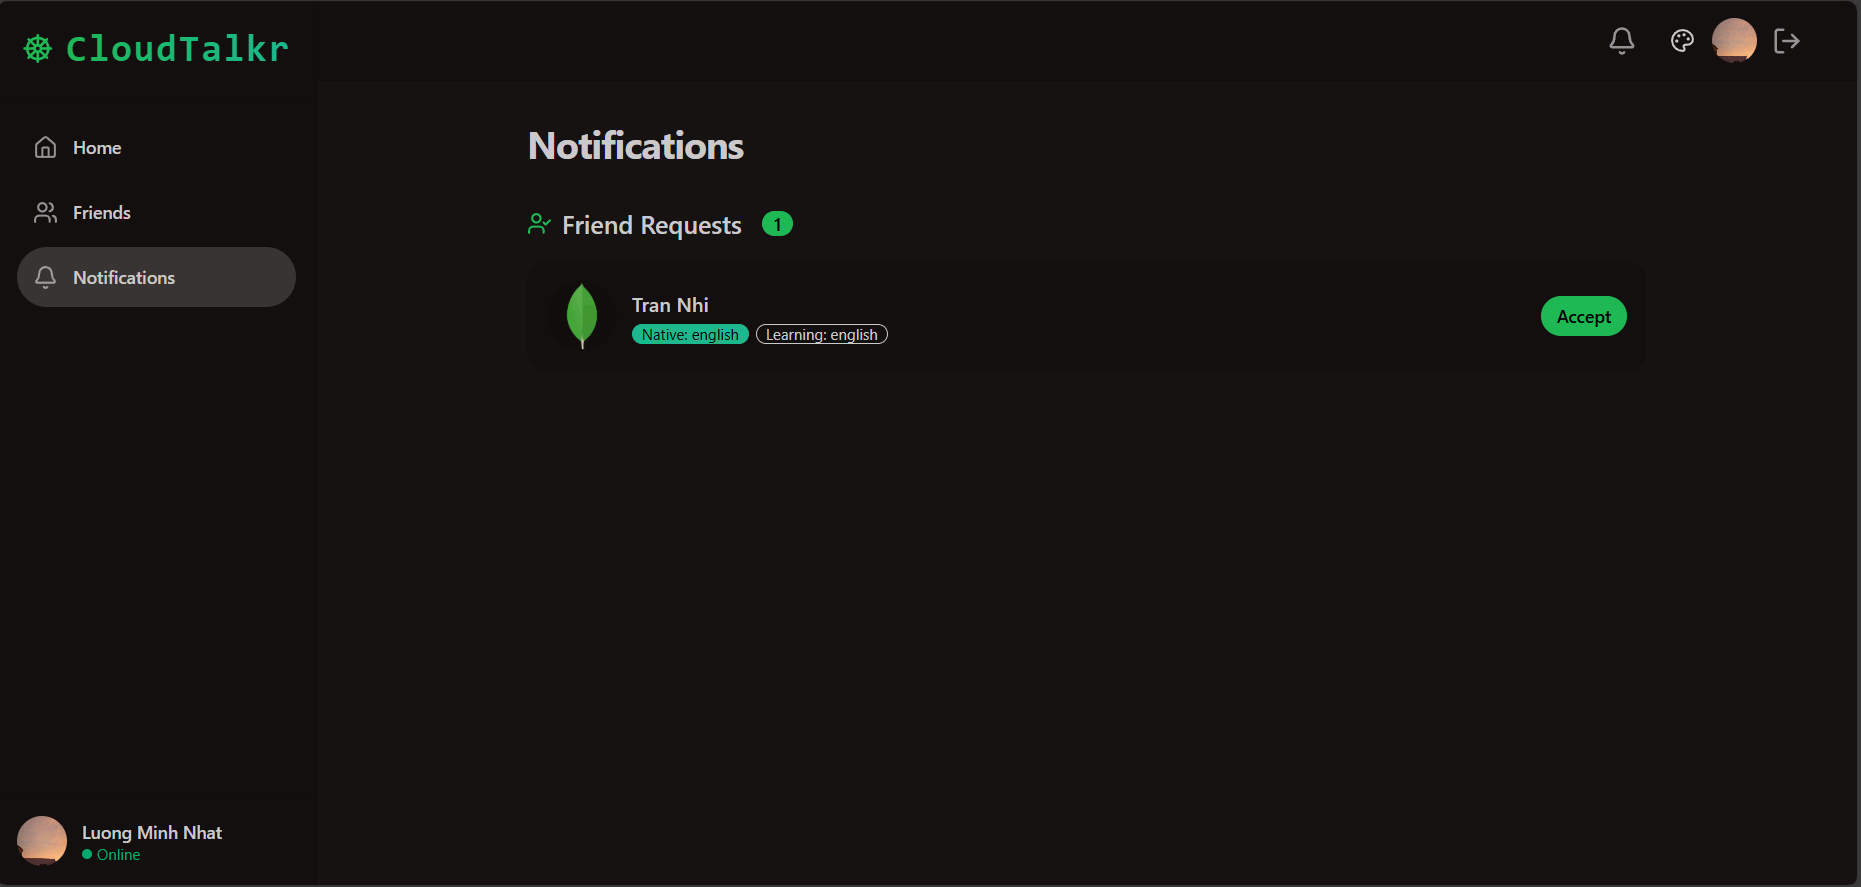 CloudTalkr
Home
Friends
Notifications
Notifications
Friend Requests 1
Tran Nhi
Native: english Learning: english
Accept
Luong Minh Nhat
Online